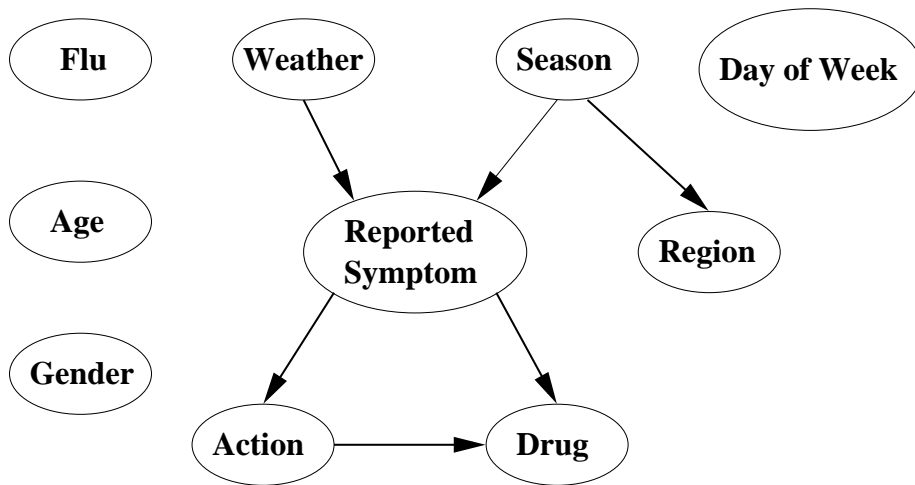 Flu
Weather
Season
Day of Week
Age
Reported
Symptom
Region
Gender
Action
Drug